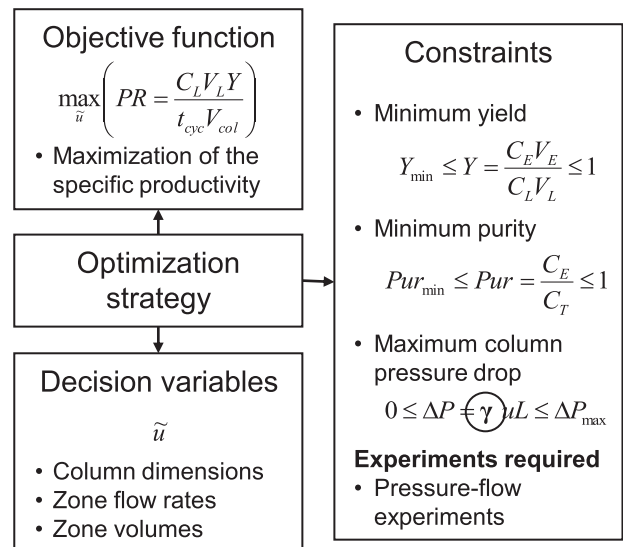 Objective function
max_ũ ( PR = C_L V_L Y / t_cyc V_col )
• Maximization of the
specific productivity
Optimization
strategy
Decision variables
ũ
• Column dimensions
• Zone flow rates
• Zone volumes
Constraints
• Minimum yield
Y_min ≤ Y = C_E V_E / C_L V_L ≤ 1
• Minimum purity
Pur_min ≤ Pur = C_E / C_T ≤ 1
• Maximum column
pressure drop
0 ≤ ΔP = γ uL ≤ ΔP_max
Experiments required
• Pressure-flow
experiments